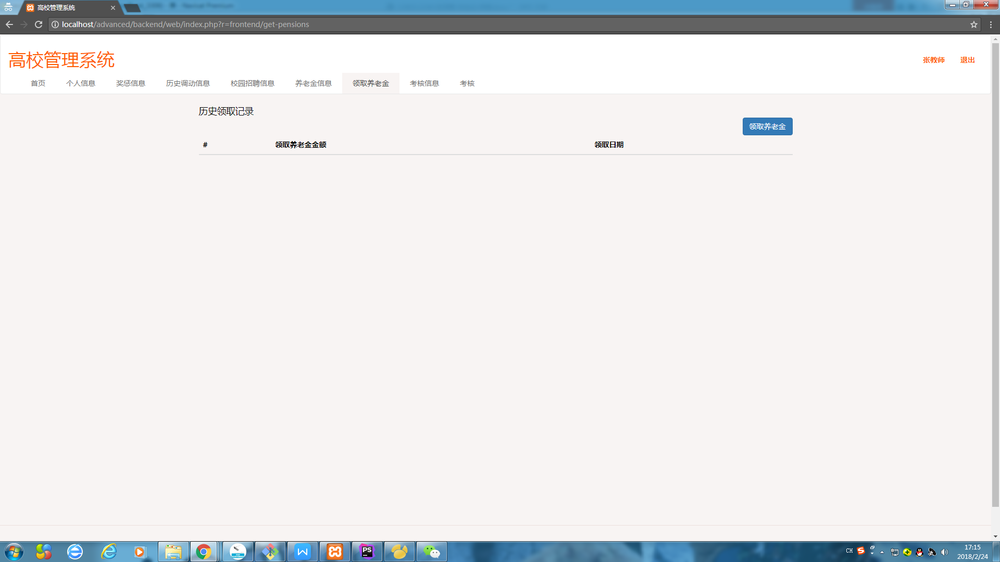 高校管理系统
localhost/advanced/backend/web/index.php?r=frontend/get-pensions
高校管理系统
张教师 退出
首页 个人信息 奖惩信息 历史调动信息 校园招聘信息 养老金信息 领取养老金 考核信息 考核
历史领取记录
领取养老金
# 领取养老金金额 领取日期
CH
17:15
2018/2/24